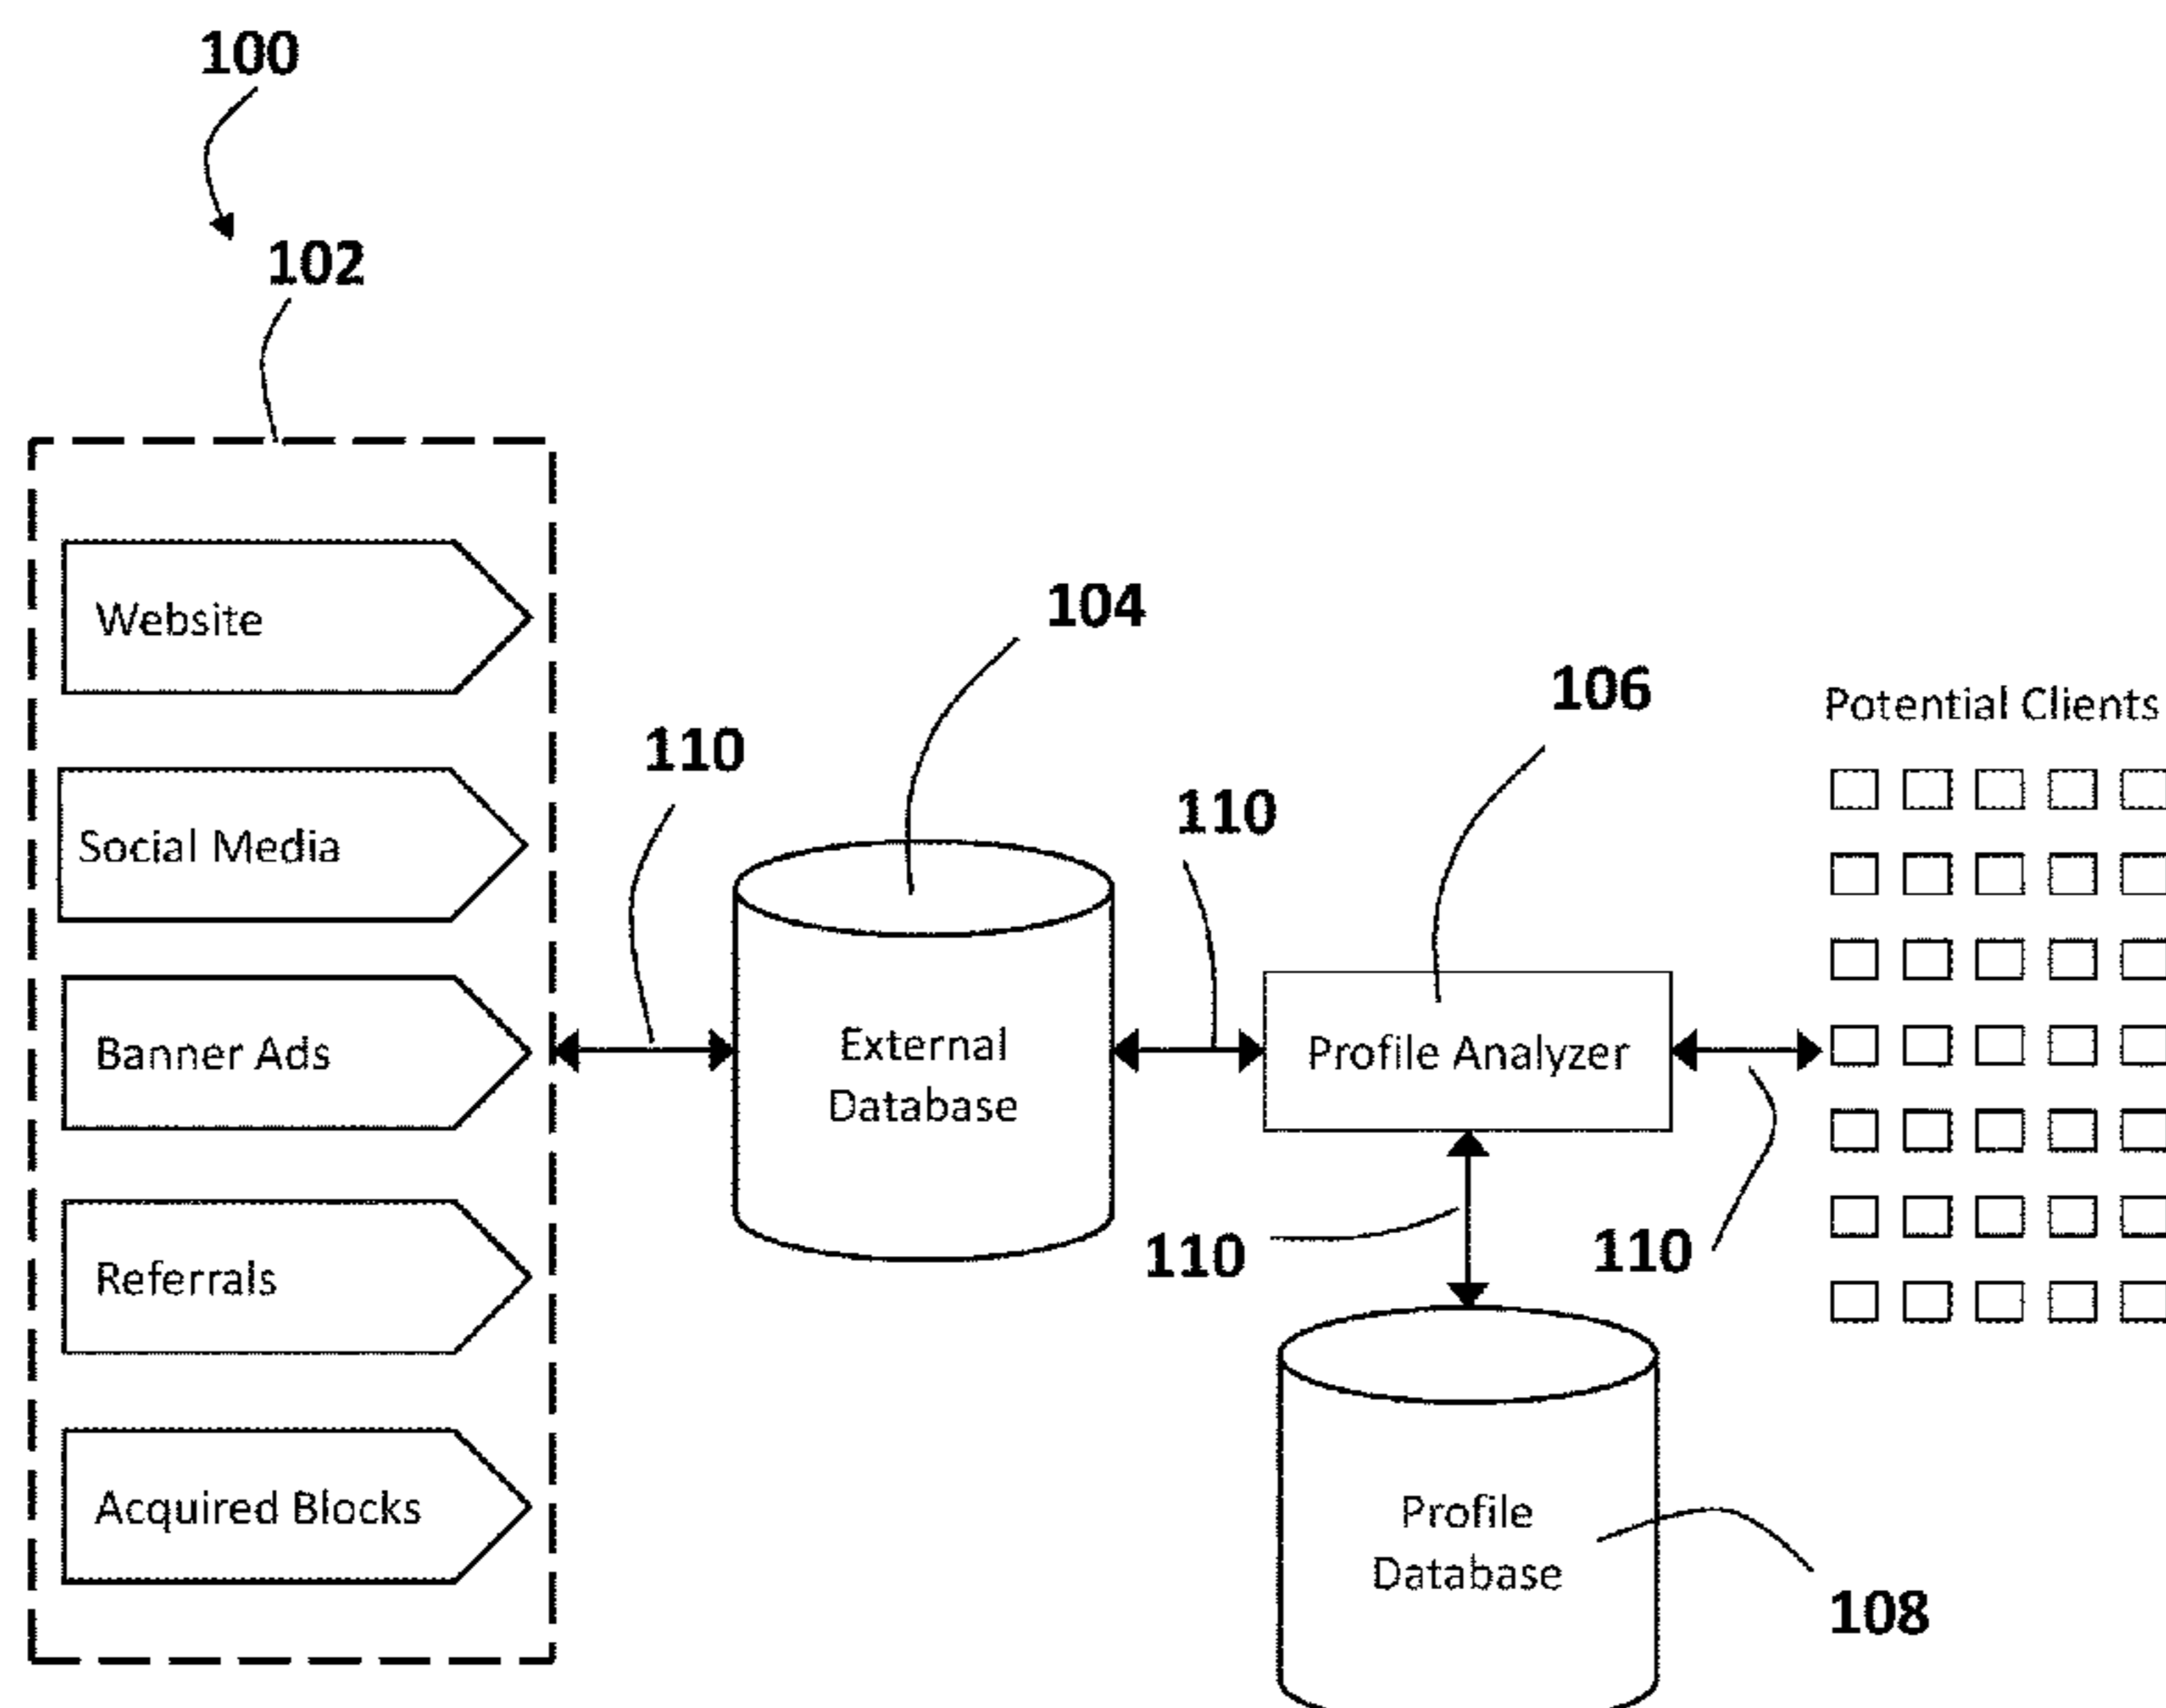 100
102
Website
Social Media
Banner Ads
Referrals
Acquired Blocks
110
104
External
Database
110
106
Profile Analyzer
Potential Clients
110
110
Profile
Database
108